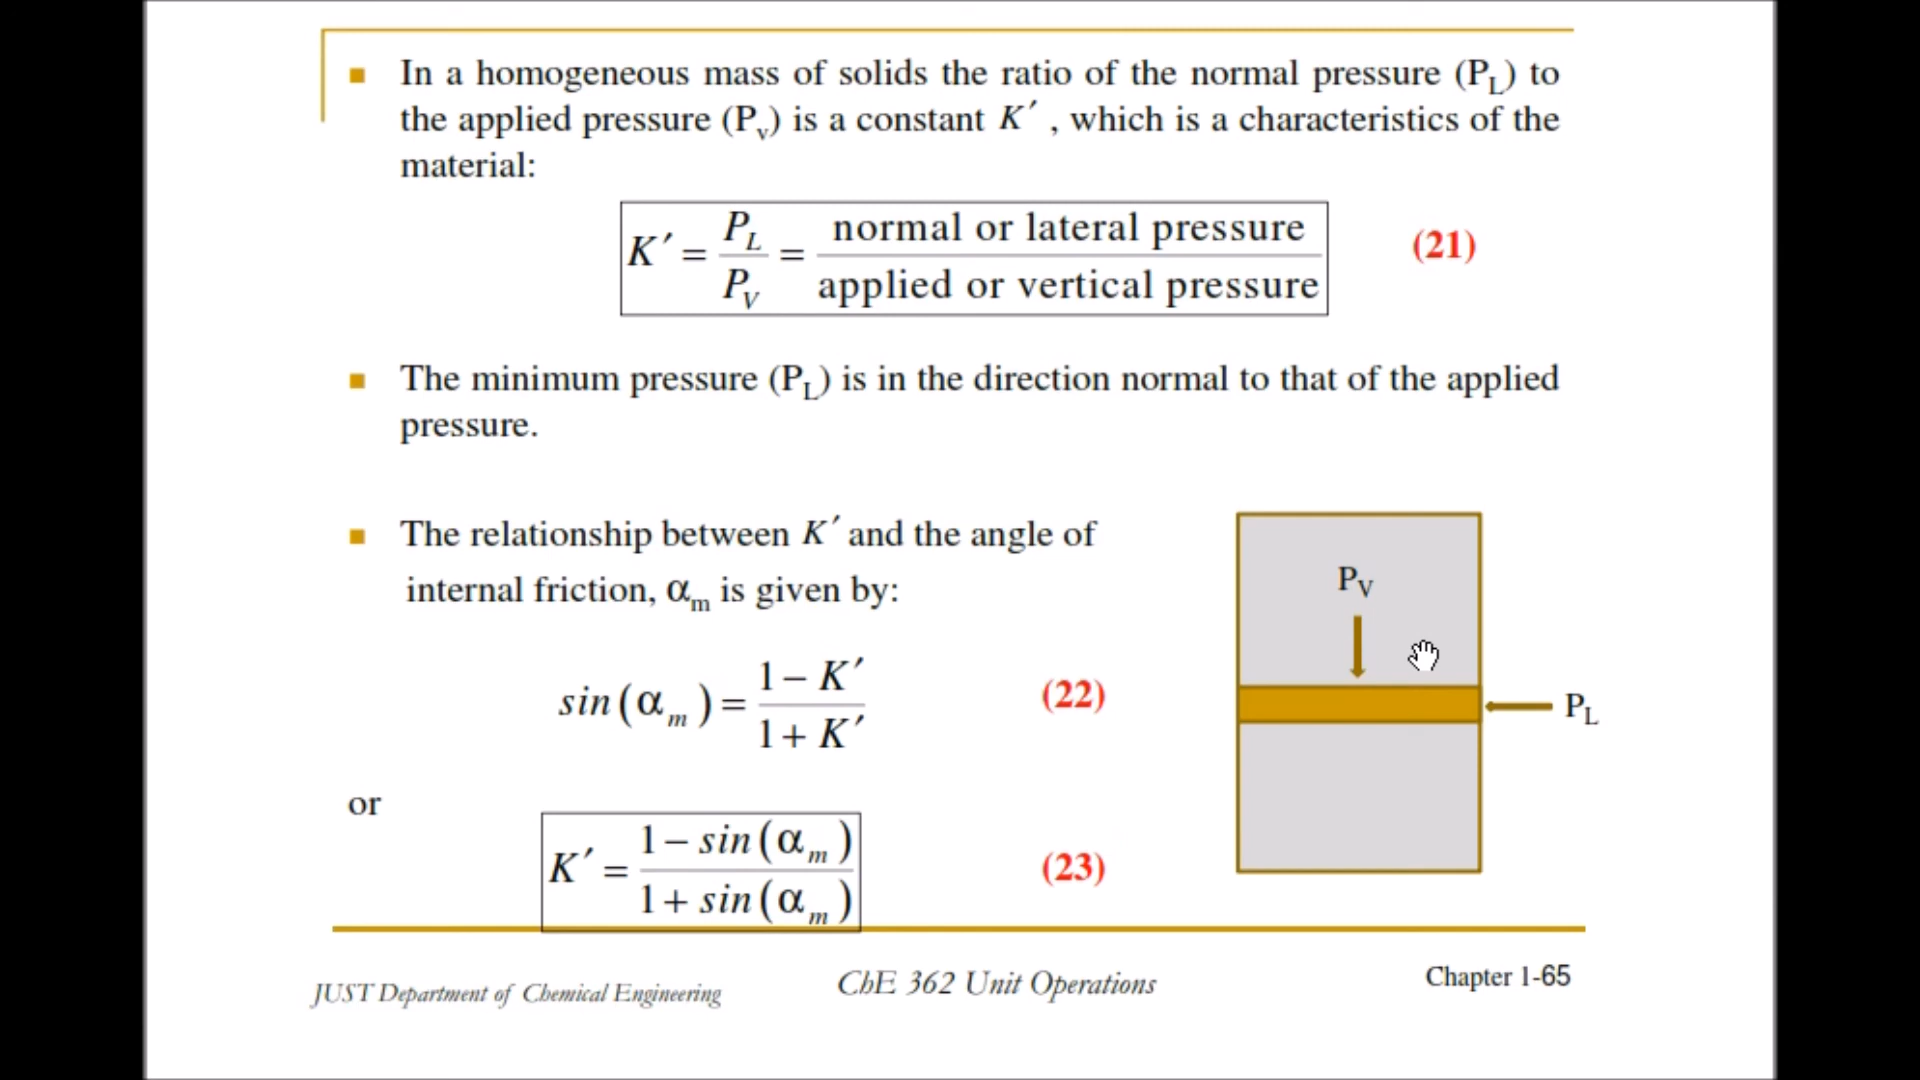 In a homogeneous mass of solids the ratio of the normal pressure (P_L) to
the applied pressure (P_v) is a constant K′ , which is a characteristics of the
material:
K′ = P_L / P_V = normal or lateral pressure / applied or vertical pressure (21)
The minimum pressure (P_L) is in the direction normal to that of the applied
pressure.
The relationship between K′ and the angle of
internal friction, α_m is given by:
sin(α_m) = (1 − K′) / (1 + K′) (22)
or
K′ = (1 − sin(α_m)) / (1 + sin(α_m)) (23)
P_V
P_L
JUST Department of Chemical Engineering
ChE 362 Unit Operations
Chapter 1-65